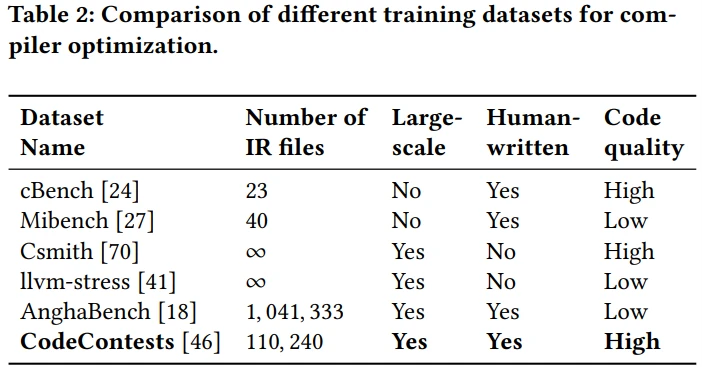 Table 2: Comparison of different training datasets for com-
piler optimization.
Dataset Number of Large- Human- Code
Name IR files scale written quality
cBench [24] 23 No Yes High
Mibench [27] 40 No Yes Low
Csmith [70] ∞ Yes No High
llvm-stress [41] ∞ Yes No Low
AnghaBench [18] 1, 041, 333 Yes Yes Low
CodeContests [46] 110, 240 Yes Yes High